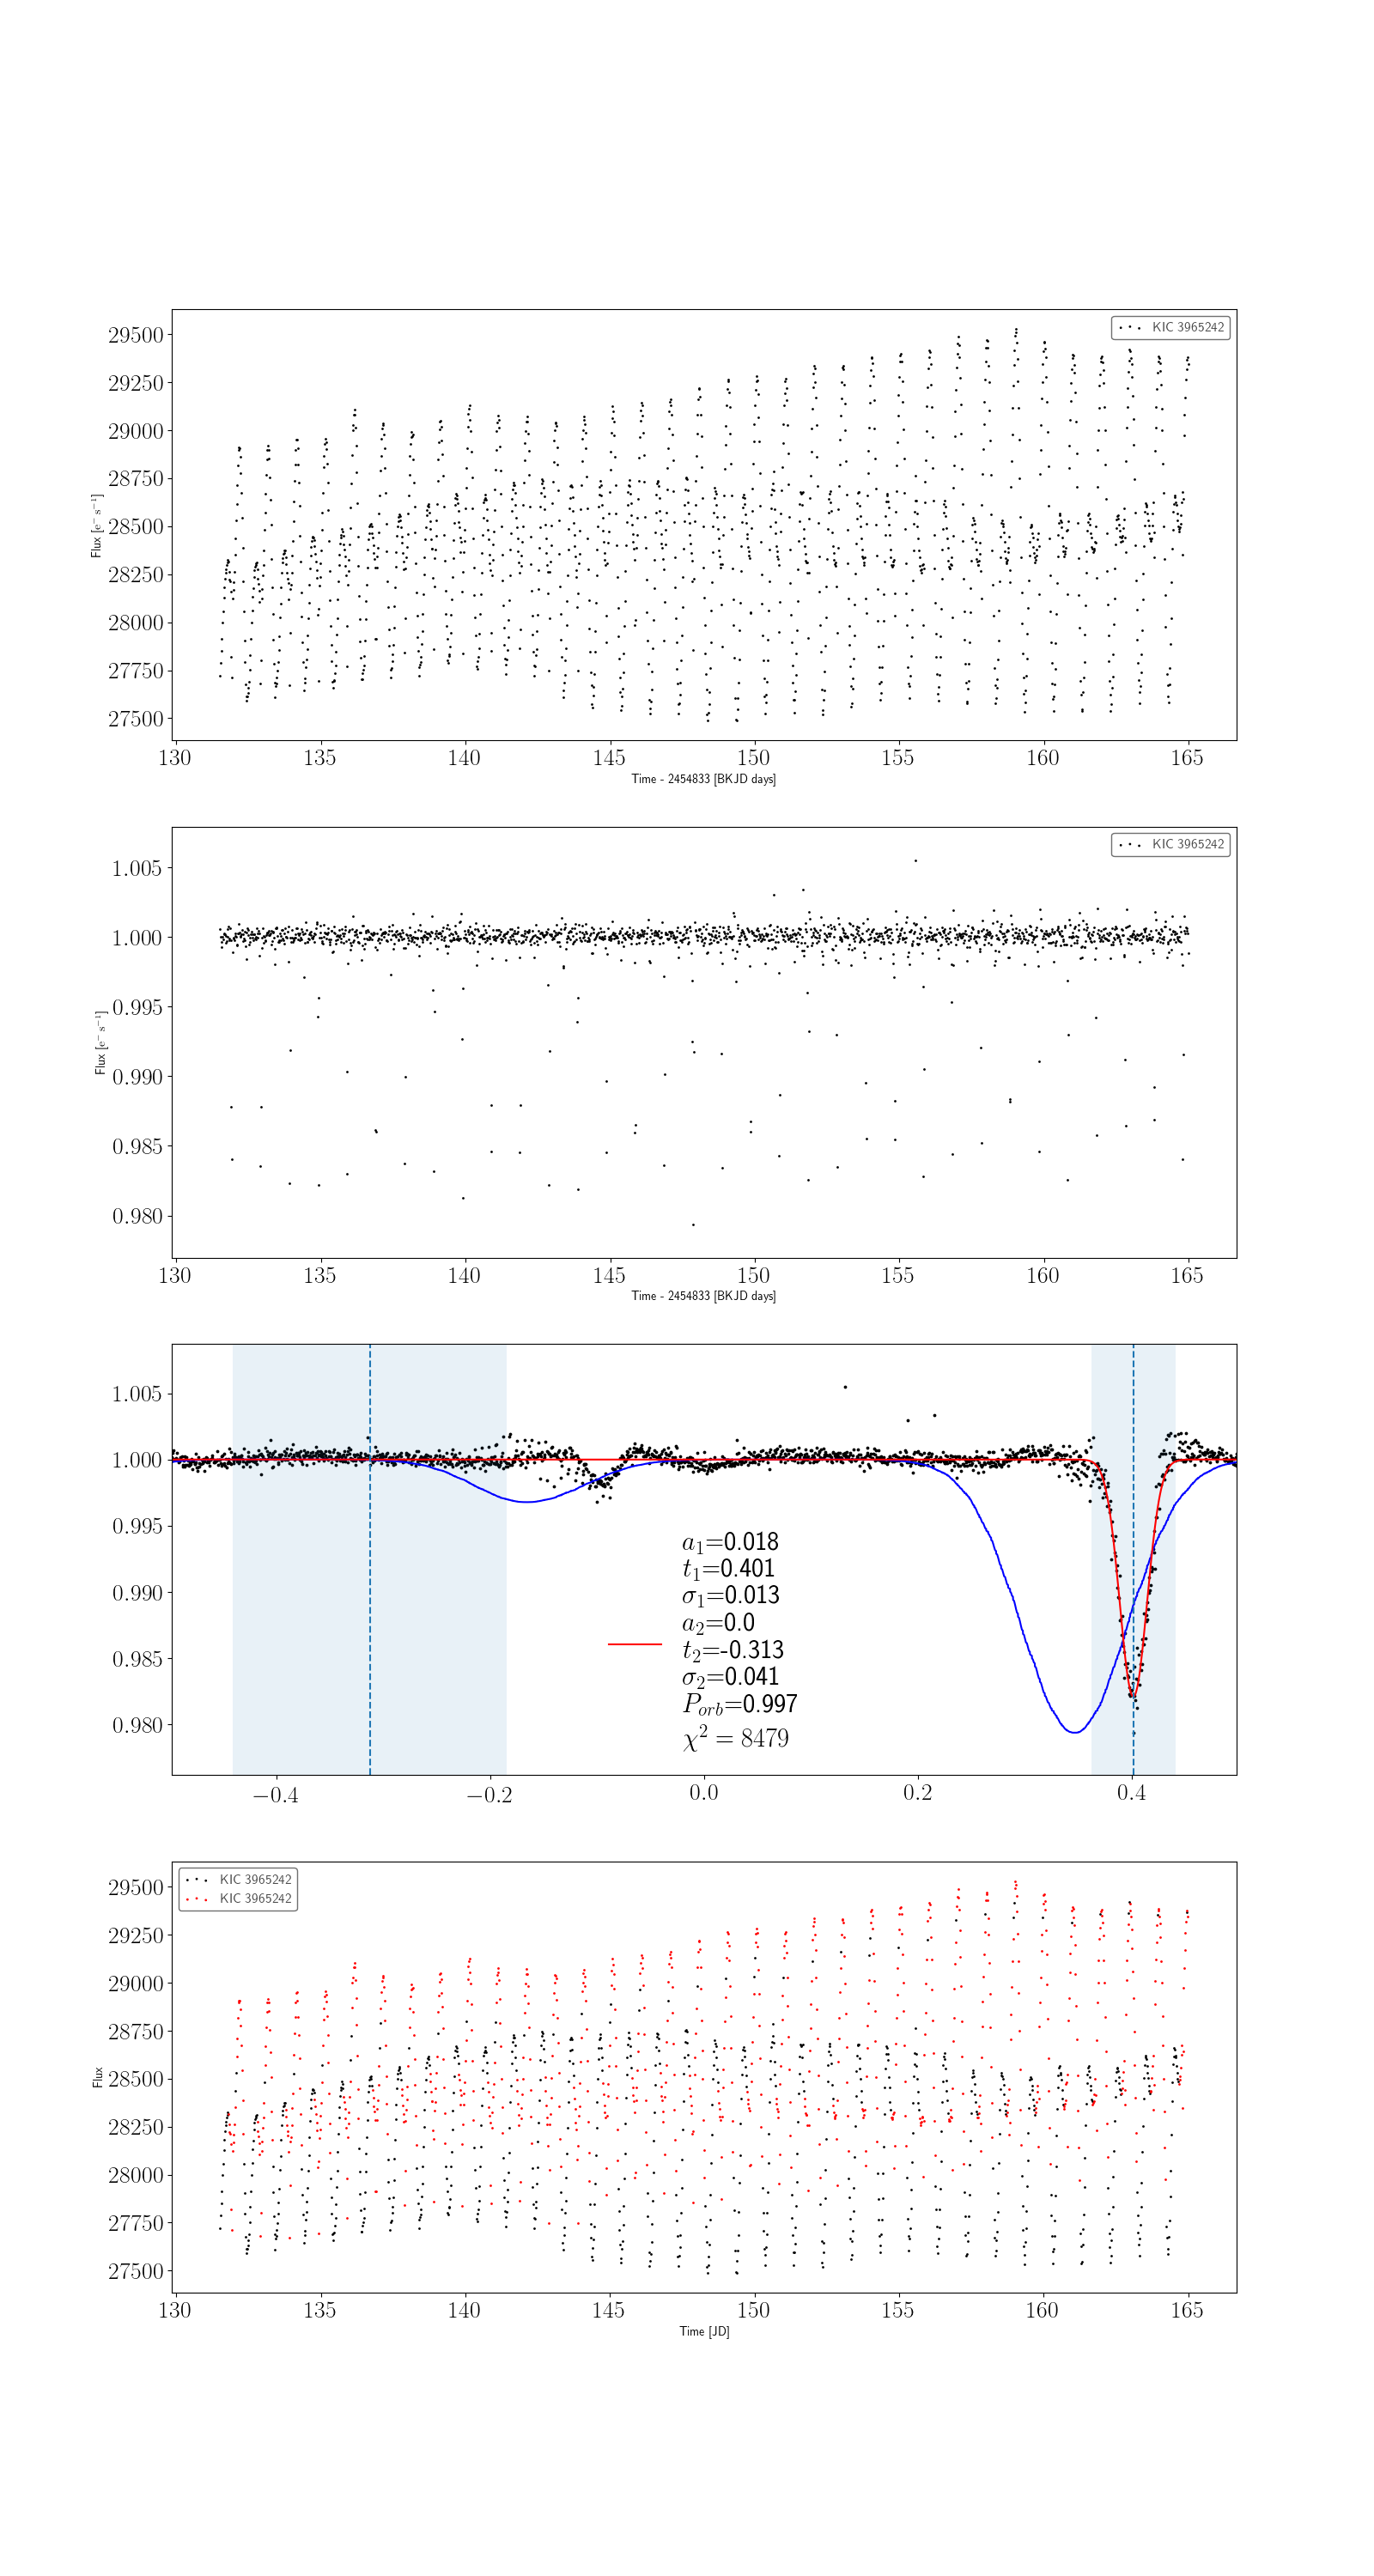 29500
29250
29000
28750
28500
28250
28000
27750
27500
Flux [e⁻ s⁻¹]
KIC 3965242
130 135 140 145 150 155 160 165
Time - 2454833 [BKJD days]
1.005
1.000
0.995
0.990
0.985
0.980
Flux [e⁻ s⁻¹]
KIC 3965242
130 135 140 145 150 155 160 165
Time - 2454833 [BKJD days]
1.005
1.000
0.995
0.990
0.985
0.980
a₁=0.018
t₁=0.401
σ₁=0.013
a₂=0.0
t₂=-0.313
σ₂=0.041
P_orb=0.997
χ² = 8479
−0.4 −0.2 0.0 0.2 0.4
KIC 3965242
KIC 3965242
29500
29250
29000
28750
28500
28250
28000
27750
27500
Flux
130 135 140 145 150 155 160 165
Time [JD]